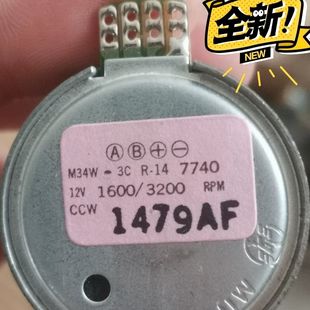 全新!
NEW
Ⓐ Ⓑ ⊕ ⊖
M34W - 3C R-14 7740
12V 1600/3200 RPM
CCW 1479AF